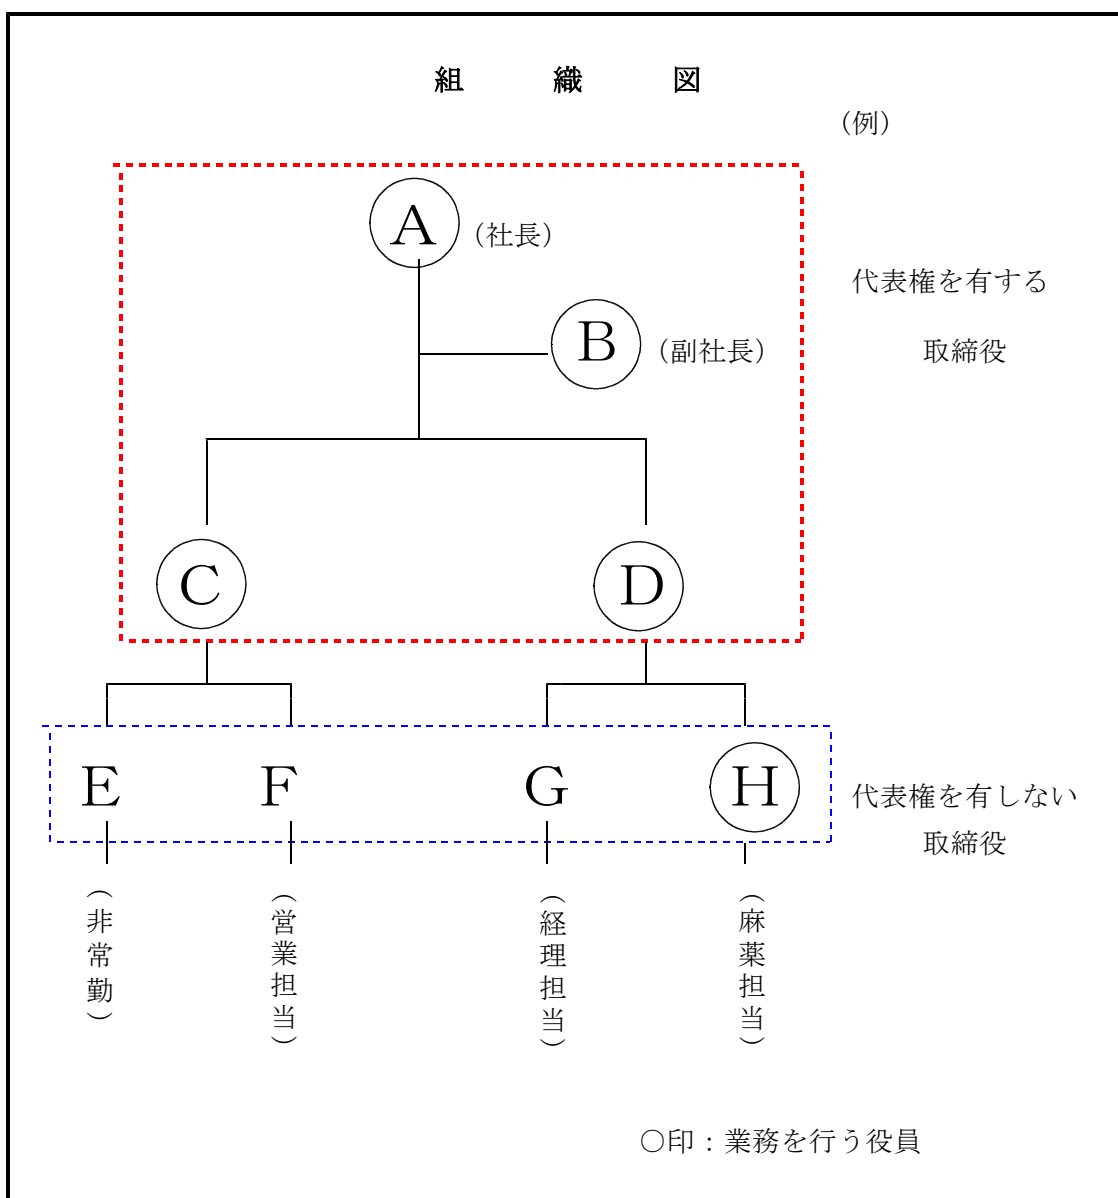 組 織 図
(例)
A
(社長)
代表権を有する
B
(副社長)
取締役
C
D
E
F
G
H
代表権を有しない
取締役
(非常勤)
(営業担当)
(経理担当)
(麻薬担当)
○印：業務を行う役員